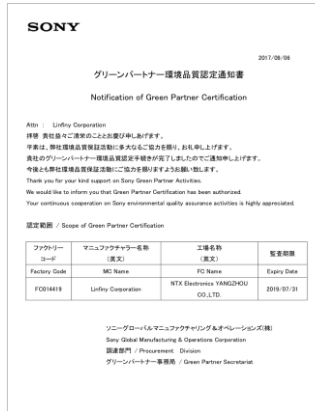 SONY
2017/06/06
グリーンパートナー環境品質認定通知書
Notification of Green Partner Certification
Attn : Linfiny Corporation
拝啓 貴社益々ご清栄のこととお慶び申しあげます。
平素は、弊社環境品質保証活動に多大なるご協力を賜り、お礼申し上げます。
貴社のグリーンパートナー環境品質認定手続きが完了しましたのでご通知申し上げます。
今後とも弊社環境品質保証活動にご協力を賜りますようお願い致します。
Thank you for your kind support on Sony Green Partner Activities.
We would like to inform you that Green Partner Certification has been authorized.
Your continuous cooperation on Sony environmental quality assurance activities is highly appreciated.
認定範囲 / Scope of Green Partner Certification
ファクトリー
コード
マニュファクチャラー名称
(英文)
工場名称
(英文)
監査期限
Factory Code
MC Name
FC Name
Expiry Date
FC014419
Linfiny Corporation
NTX Electronics YANGZHOU
CO.,LTD.
2019/07/31
ソニーグローバルマニュファクチャリング&オペレーションズ(株)
Sony Global Manufacturing & Operations Corporation
調達部門 / Procurement Division
グリーンパートナー事務局 / Green Partner Secretariat